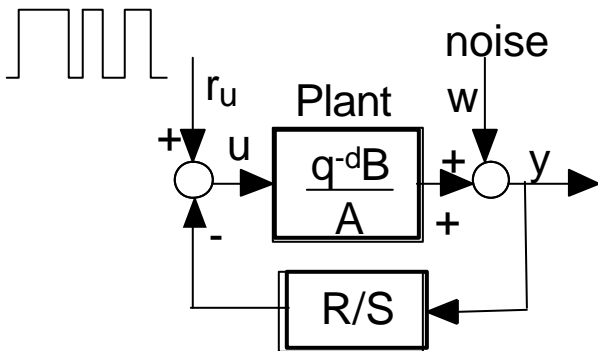 noise
r_u
Plant
w
+
u
q^-d B
A
+
+
y
-
R/S